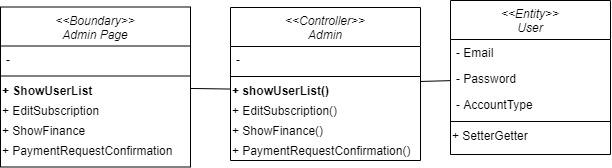 <<Boundary>>
Admin Page
-
+ ShowUserList
+ EditSubscription
+ ShowFinance
+ PaymentRequestConfirmation
<<Controller>>
Admin
-
+ showUserList()
+ EditSubscription()
+ ShowFinance()
+ PaymentRequestConfirmation()
<<Entity>>
User
- Email
- Password
- AccountType
+ SetterGetter